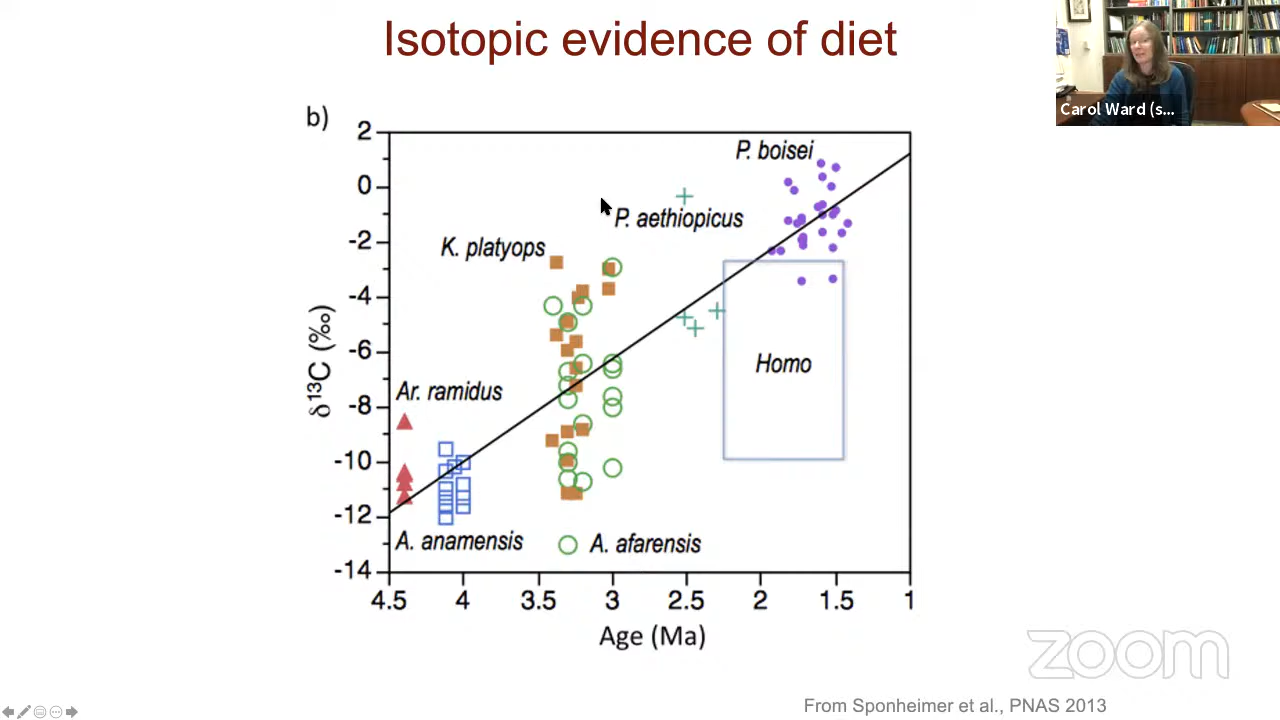 Isotopic evidence of diet
Carol Ward (s...
b)
2
0
-2
-4
-6
-8
-10
-12
-14
δ13C (‰)
P. boisei
P. aethiopicus
K. platyops
Homo
Ar. ramidus
A. anamensis
A. afarensis
4.5 4 3.5 3 2.5 2 1.5 1
Age (Ma)
zoom
From Sponheimer et al., PNAS 2013